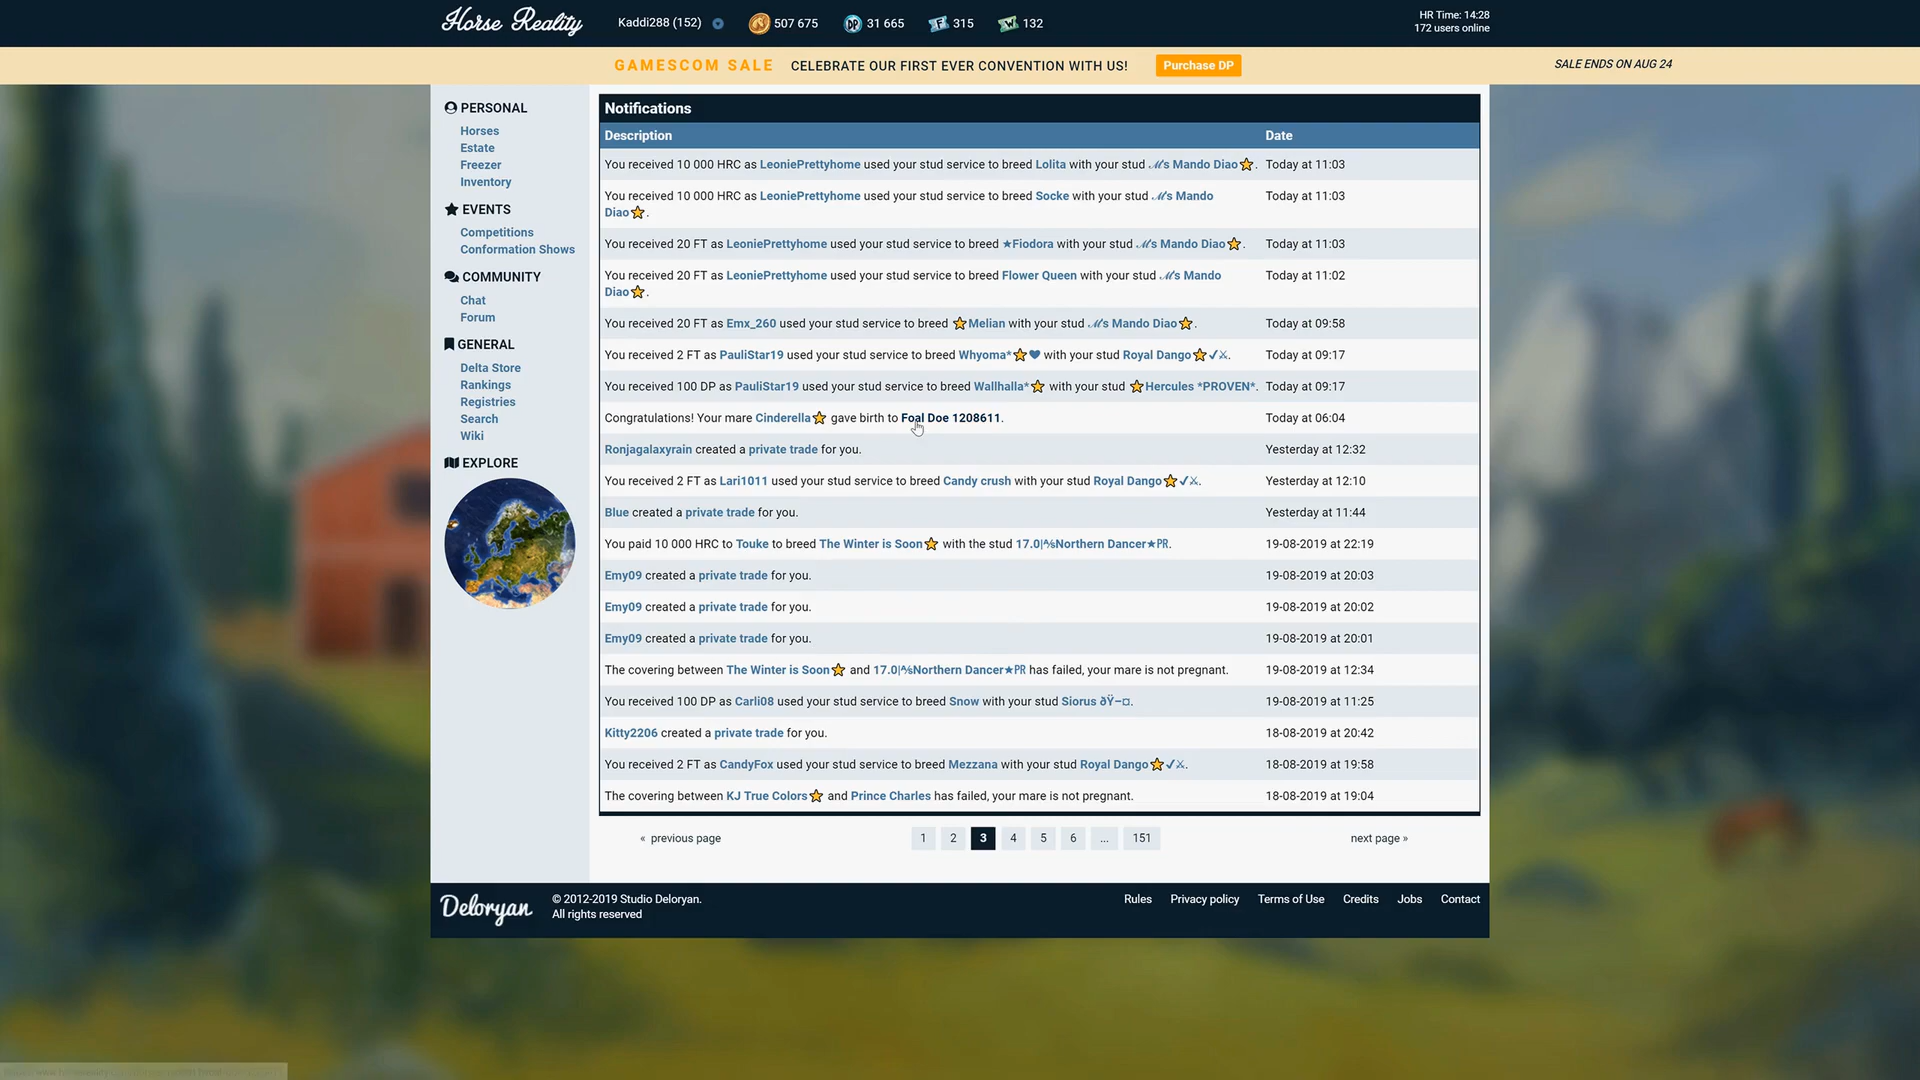 Horse Reality
Kaddi288 (152)
507 675
31 665
315
132
HR Time: 14:28
172 users online
GAMESCOM SALE CELEBRATE OUR FIRST EVER CONVENTION WITH US! Purchase DP SALE ENDS ON AUG 24
PERSONAL
Horses
Estate
Freezer
Inventory
EVENTS
Competitions
Conformation Shows
COMMUNITY
Chat
Forum
GENERAL
Delta Store
Rankings
Registries
Search
Wiki
EXPLORE
Notifications
Description Date
You received 10 000 HRC as LeoniePrettyhome used your stud service to breed Lolita with your stud ℳ's Mando Diao⭐. Today at 11:03
You received 10 000 HRC as LeoniePrettyhome used your stud service to breed Socke with your stud ℳ's Mando Today at 11:03
Diao⭐.
You received 20 FT as LeoniePrettyhome used your stud service to breed ★Fiodora with your stud ℳ's Mando Diao⭐. Today at 11:03
You received 20 FT as LeoniePrettyhome used your stud service to breed Flower Queen with your stud ℳ's Mando Today at 11:02
Diao⭐.
You received 20 FT as Emx_260 used your stud service to breed ⭐Melian with your stud ℳ's Mando Diao⭐. Today at 09:58
You received 2 FT as PauliStar19 used your stud service to breed Whyoma*⭐♥ with your stud Royal Dango⭐✓⚔. Today at 09:17
You received 100 DP as PauliStar19 used your stud service to breed Wallhalla*⭐ with your stud ⭐Hercules *PROVEN*. Today at 09:17
Congratulations! Your mare Cinderella⭐ gave birth to Foal Doe 1208611. Today at 06:04
Ronjagalaxyrain created a private trade for you. Yesterday at 12:32
You received 2 FT as Lari1011 used your stud service to breed Candy crush with your stud Royal Dango⭐✓⚔. Yesterday at 12:10
Blue created a private trade for you. Yesterday at 11:44
You paid 10 000 HRC to Touke to breed The Winter is Soon⭐ with the stud 17.0|℁Northern Dancer★PR. 19-08-2019 at 22:19
Emy09 created a private trade for you. 19-08-2019 at 20:03
Emy09 created a private trade for you. 19-08-2019 at 20:02
Emy09 created a private trade for you. 19-08-2019 at 20:01
The covering between The Winter is Soon⭐ and 17.0|℁Northern Dancer★PR has failed, your mare is not pregnant. 19-08-2019 at 12:34
You received 100 DP as Carli08 used your stud service to breed Snow with your stud Siorus ðŸ–¤. 19-08-2019 at 11:25
Kitty2206 created a private trade for you. 18-08-2019 at 20:42
You received 2 FT as CandyFox used your stud service to breed Mezzana with your stud Royal Dango⭐✓⚔. 18-08-2019 at 19:58
The covering between KJ True Colors⭐ and Prince Charles has failed, your mare is not pregnant. 18-08-2019 at 19:04
« previous page 1 2 3 4 5 6 ... 151 next page »
Deloryan
© 2012-2019 Studio Deloryan.
All rights reserved
Rules Privacy policy Terms of Use Credits Jobs Contact